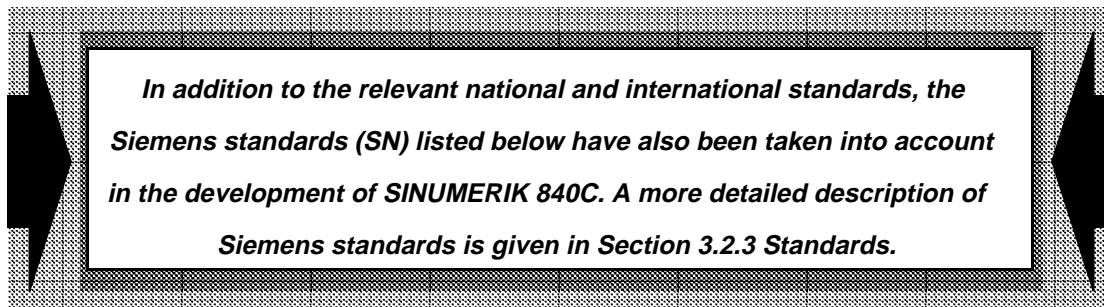 In addition to the relevant national and international standards, the
Siemens standards (SN) listed below have also been taken into account
in the development of SINUMERIK 840C. A more detailed description of
Siemens standards is given in Section 3.2.3 Standards.